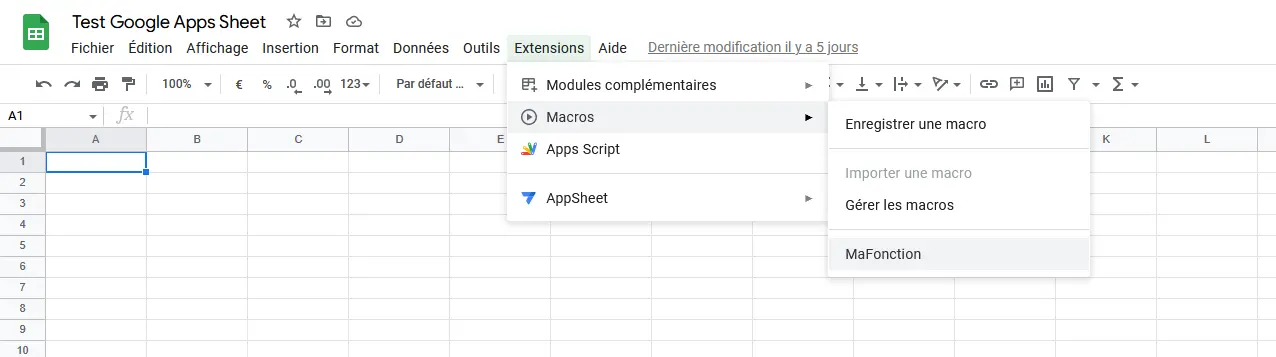 Test Google Apps Sheet
Fichier Édition Affichage Insertion Format Données Outils Extensions Aide Dernière modification il y a 5 jours
100% € % .0 .00 123 Par défaut ... Σ
A1 fx
Modules complémentaires
Macros
Apps Script
AppSheet
Enregistrer une macro
Importer une macro
Gérer les macros
MaFonction
A B C D E K L
1
2
3
4
5
6
7
8
9
10